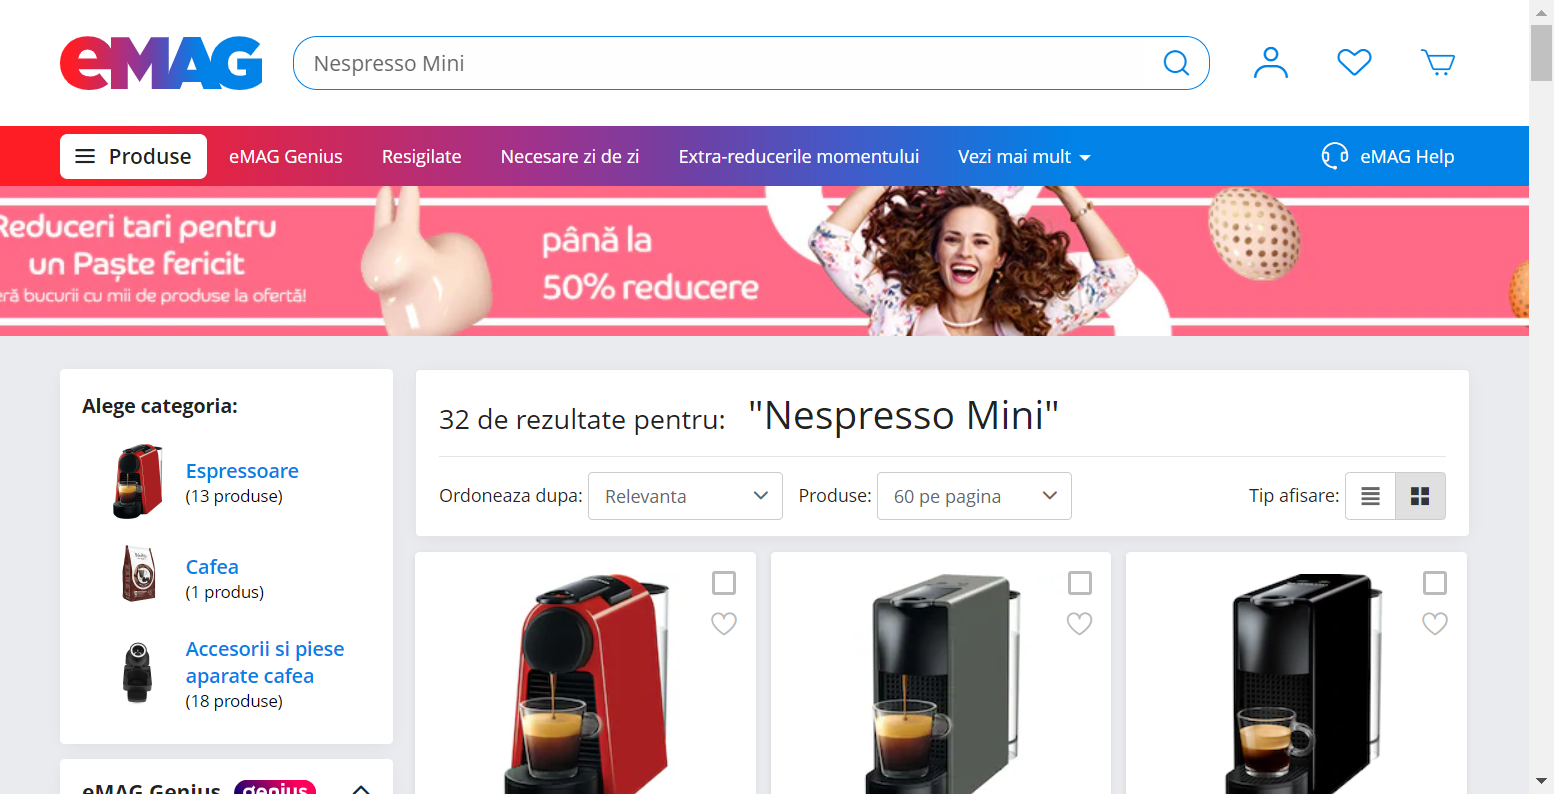 eMAG
Nespresso Mini
Produse
eMAG Genius
Resigilate
Necesare zi de zi
Extra-reducerile momentului
Vezi mai mult
eMAG Help
Reduceri tari pentru
un Paște fericit
bucurii cu mii de produse la ofertă!
până la
50% reducere
Alege categoria:
Espressoare
(13 produse)
Cafea
(1 produs)
Accesorii si piese
aparate cafea
(18 produse)
eMAG Genius genius
32 de rezultate pentru: "Nespresso Mini"
Ordoneaza dupa: Relevanta
Produse: 60 pe pagina
Tip afisare: